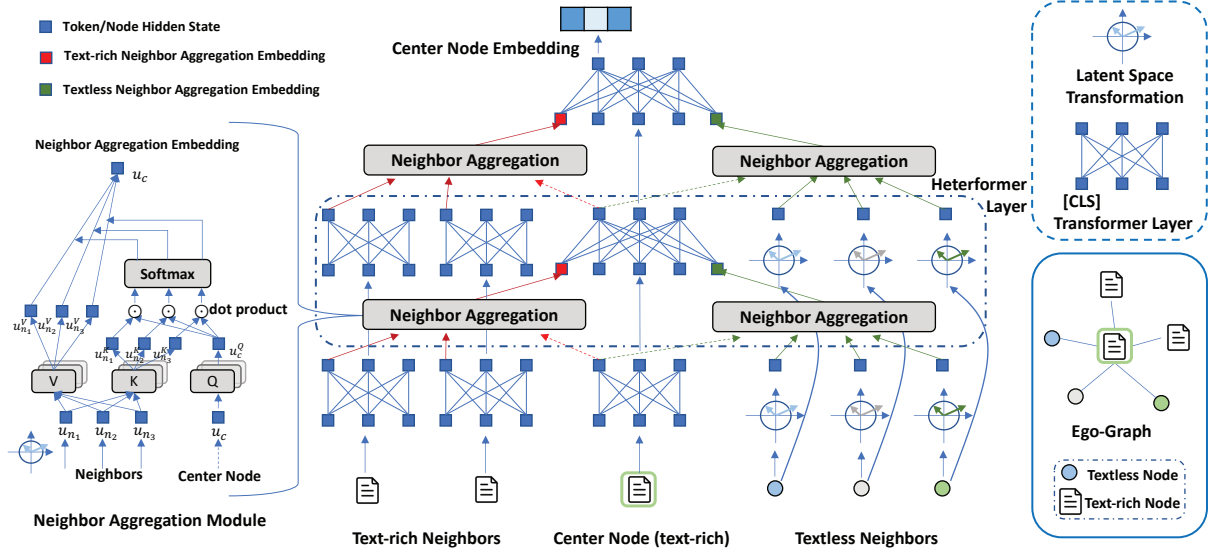 Token/Node Hidden State
Text-rich Neighbor Aggregation Embedding
Textless Neighbor Aggregation Embedding
Neighbor Aggregation Embedding
u_c
Softmax
dot product
u_{n_1}^V u_{n_2}^V u_{n_3}^V
u_{n_1}^K u_{n_2}^K u_{n_3}^K u_c^Q
V K Q
u_{n_1} u_{n_2} u_{n_3} u_c
Neighbors Center Node
Neighbor Aggregation Module
Center Node Embedding
Neighbor Aggregation Neighbor Aggregation
Heterformer
Layer
Neighbor Aggregation Neighbor Aggregation
Text-rich Neighbors Center Node (text-rich) Textless Neighbors
Latent Space
Transformation
[CLS]
Transformer Layer
Ego-Graph
Textless Node
Text-rich Node